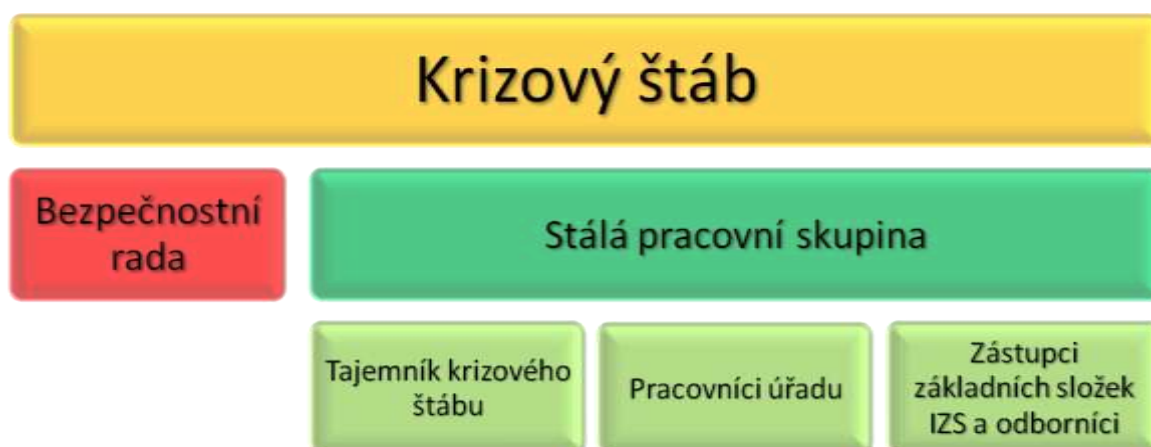 Krizový štáb
Bezpečnostní
rada
Stálá pracovní skupina
Tajemník krizového
štábu
Pracovníci úřadu
Zástupci
základních složek
IZS a odborníci